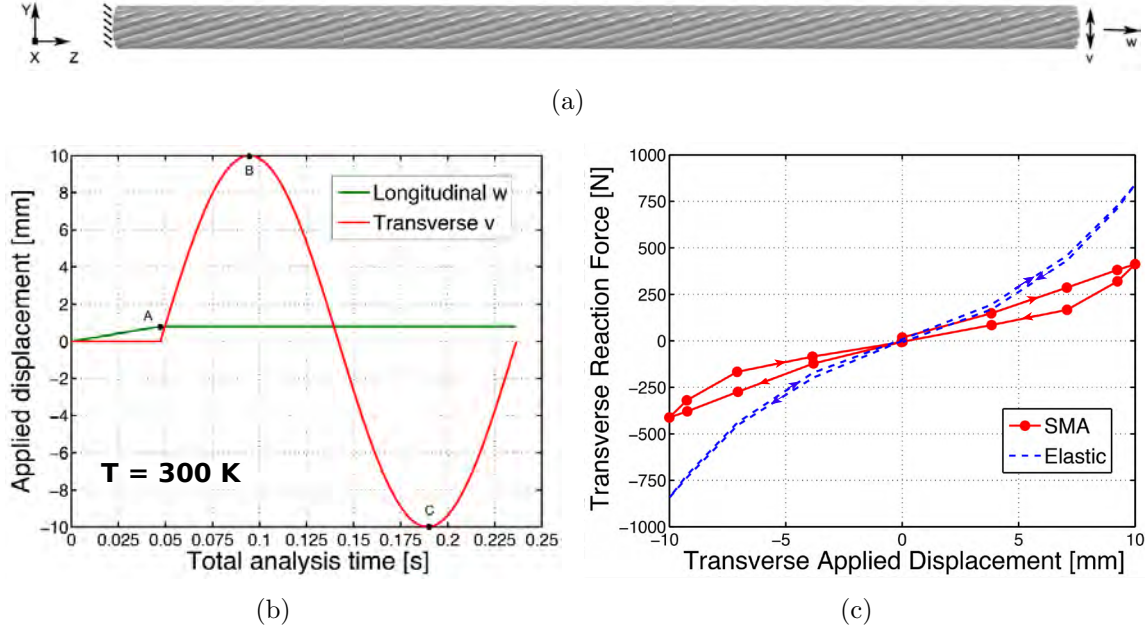 Y
X
Z
v
w
(a)
Applied displacement [mm]
10
8
6
4
2
0
−2
−4
−6
−8
−10
A
B
C
Longitudinal w
Transverse v
T = 300 K
0
0.025
0.05
0.075
0.1
0.125
0.15
0.175
0.2
0.225
0.25
Total analysis time [s]
(b)
Transverse Reaction Force [N]
1000
750
500
250
0
−250
−500
−750
−1000
SMA
Elastic
−10
−5
0
5
10
Transverse Applied Displacement [mm]
(c)